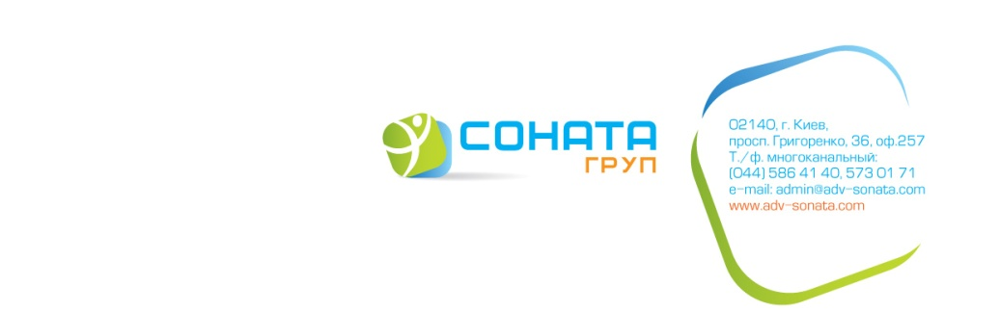 СОНАТА
ГРУП
02140, г. Киев,
просп. Григоренко, 36, оф.257
Т./ф. многоканальный:
(044) 586 41 40, 573 01 71
e-mail: admin@adv-sonata.com
www.adv-sonata.com